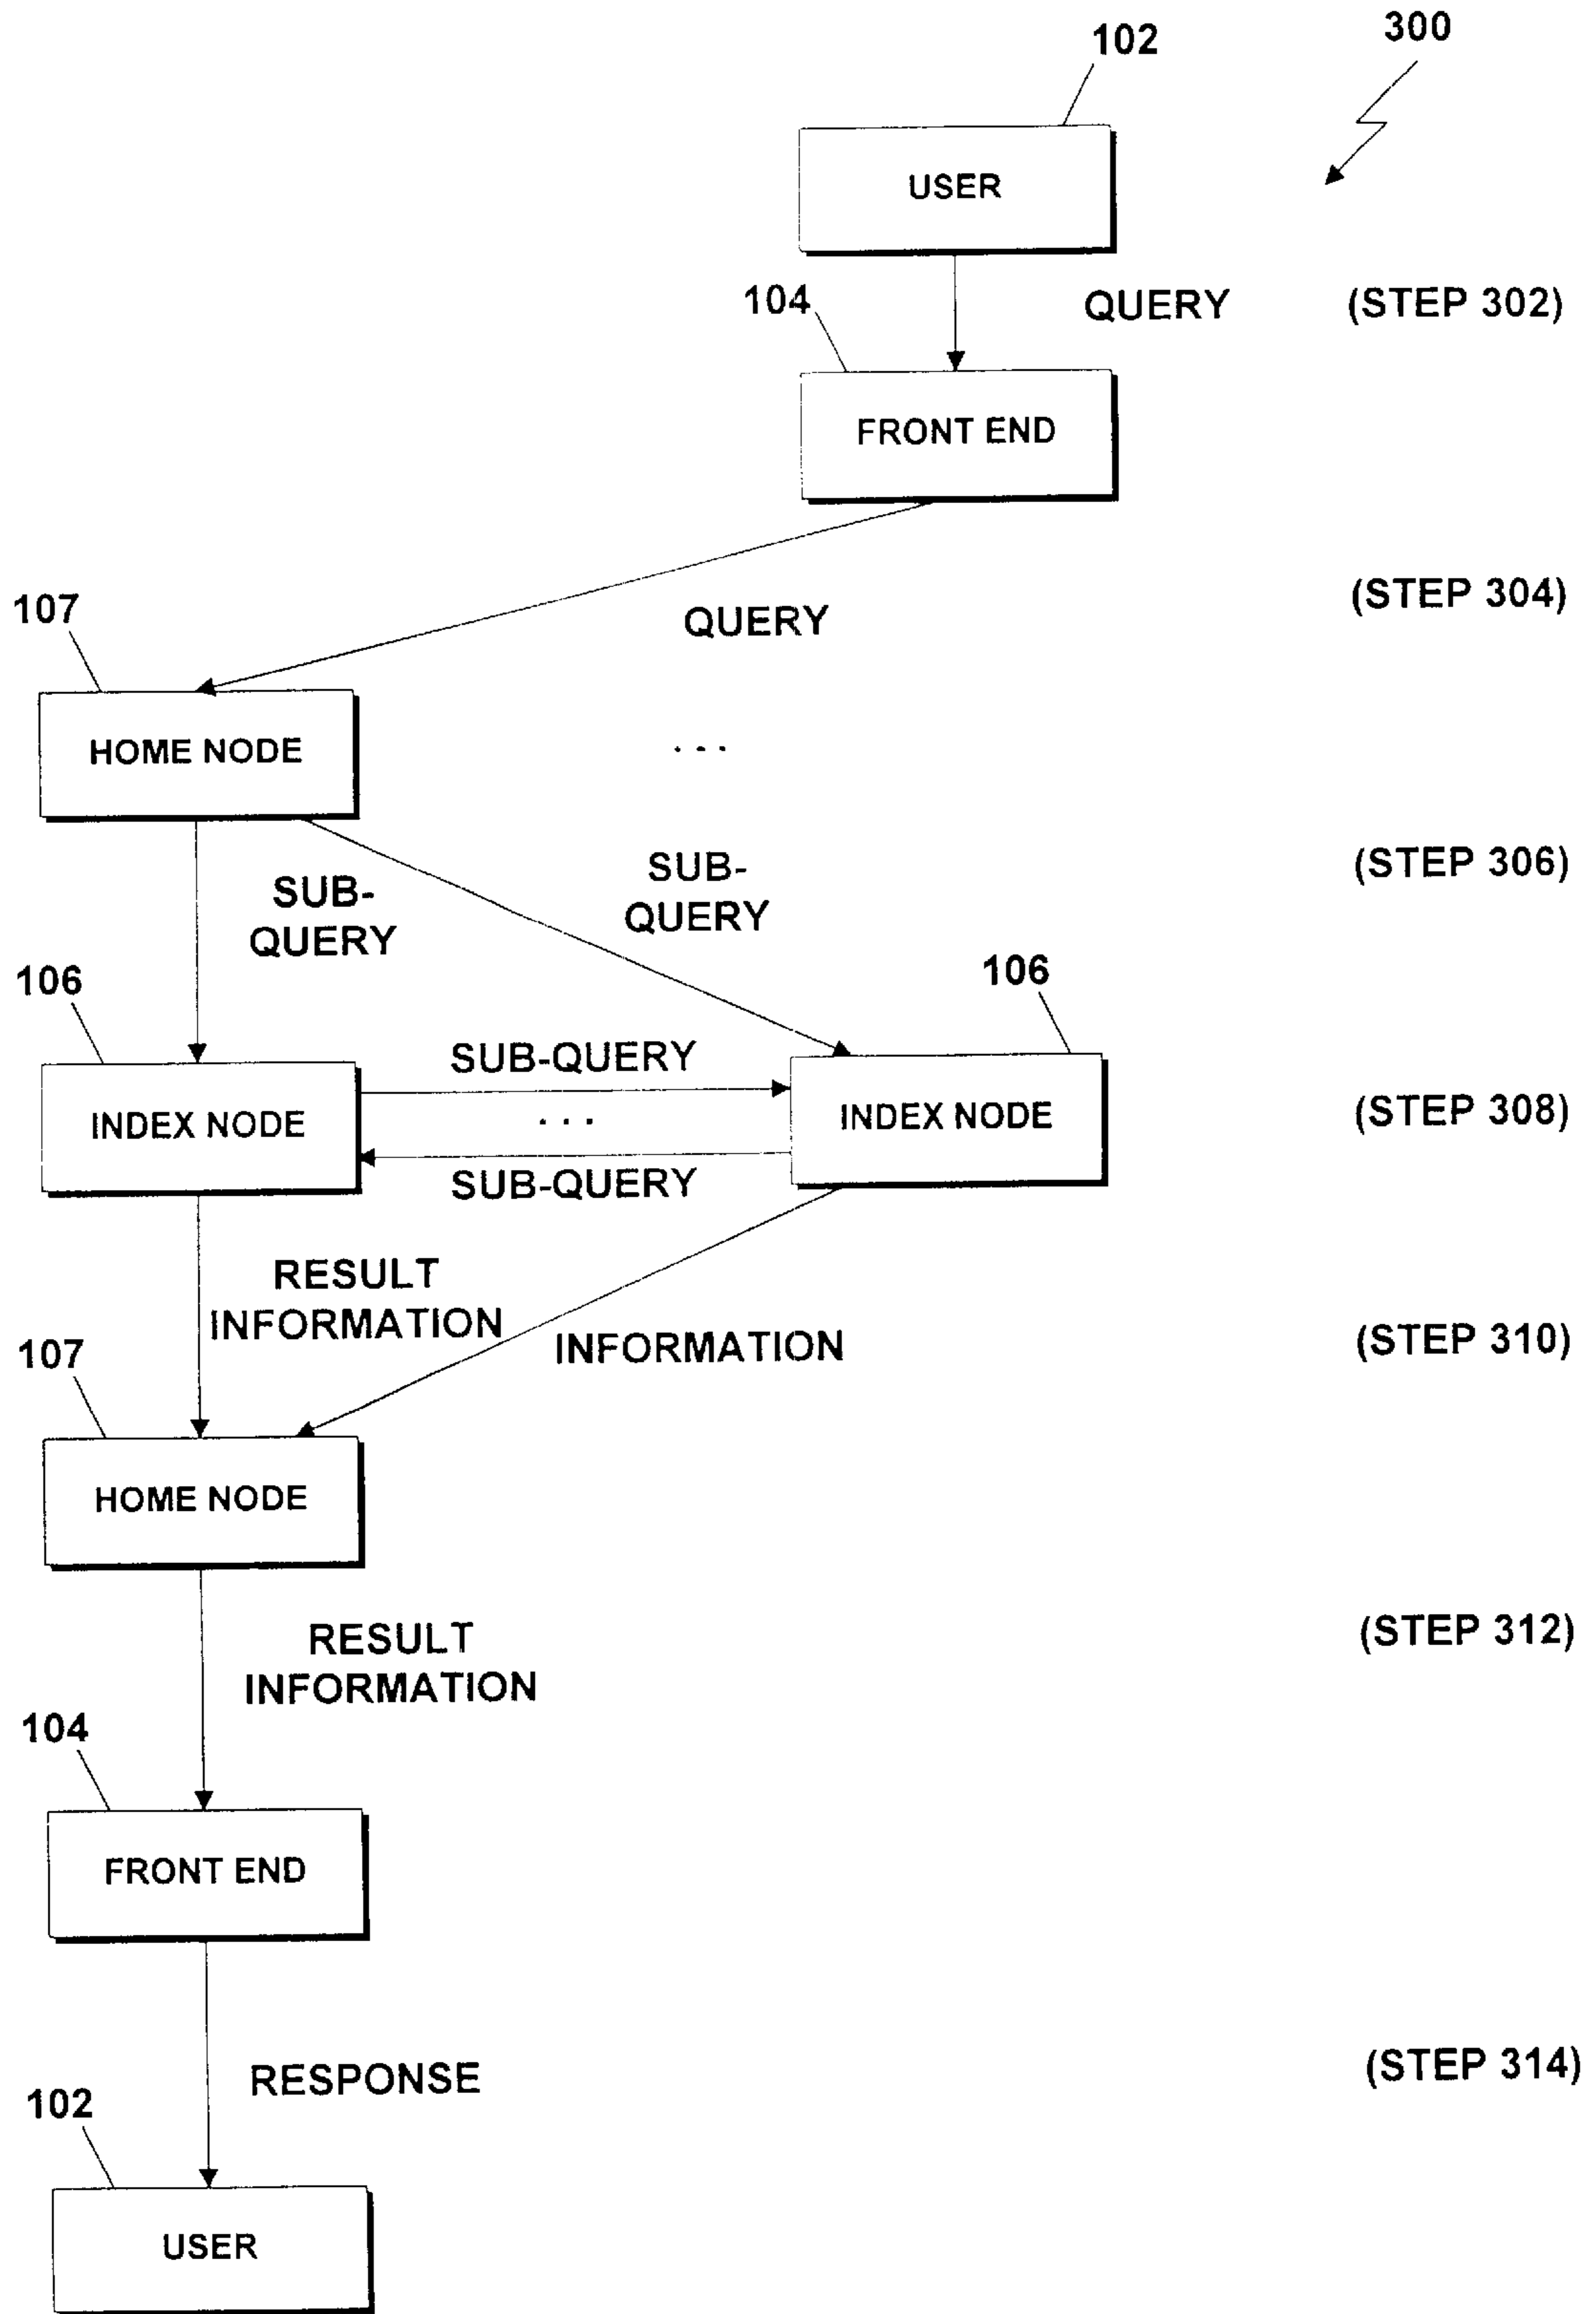 102
300
USER
104
QUERY
(STEP 302)
FRONT END
107
QUERY
(STEP 304)
HOME NODE
. . .
SUB-
QUERY
SUB-
QUERY
(STEP 306)
106
106
SUB-QUERY
INDEX NODE
. . .
INDEX NODE
(STEP 308)
SUB-QUERY
RESULT
INFORMATION
INFORMATION
(STEP 310)
107
HOME NODE
RESULT
INFORMATION
(STEP 312)
104
FRONT END
RESPONSE
(STEP 314)
102
USER